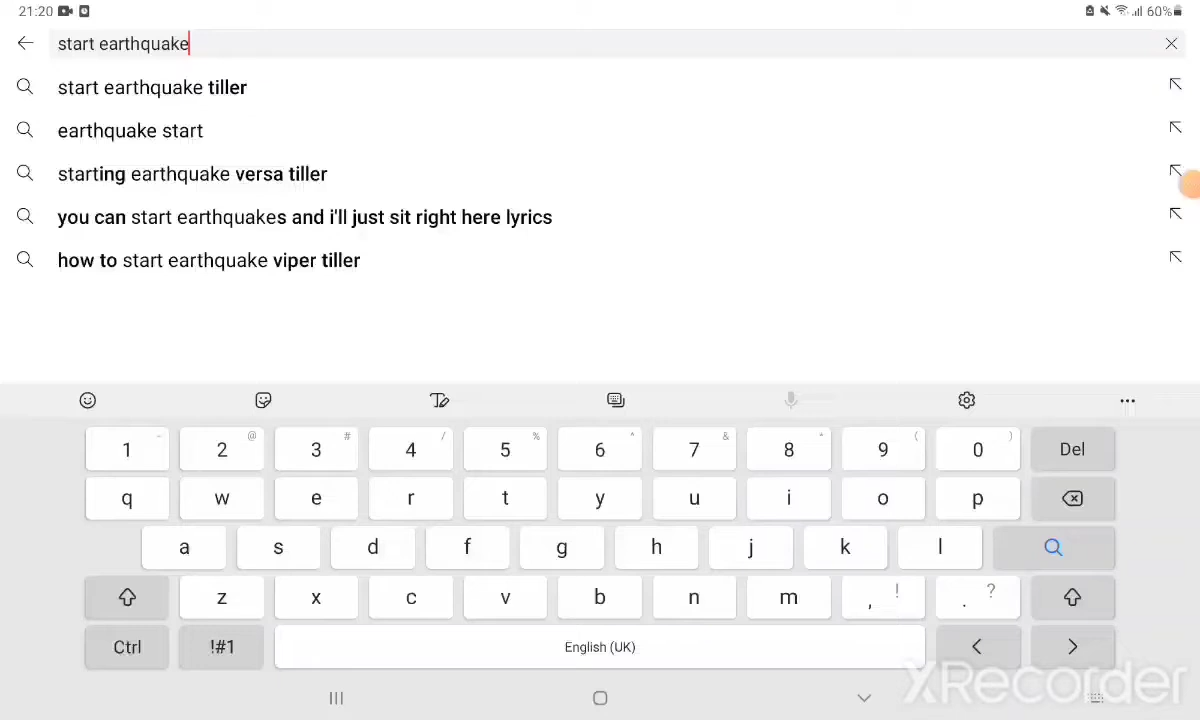 21:20 60%
start earthquake
start earthquake tiller
earthquake start
starting earthquake versa tiller
you can start earthquakes and i'll just sit right here lyrics
how to start earthquake viper tiller
1 - 2 @ 3 # 4 / 5 % 6 ^ 7 & 8 * 9 ( 0 ) Del
q w e r t y u i o p
a s d f g h j k l
z x c v b n m , ! . ?
Ctrl !#1 English (UK) < >
XRecorder